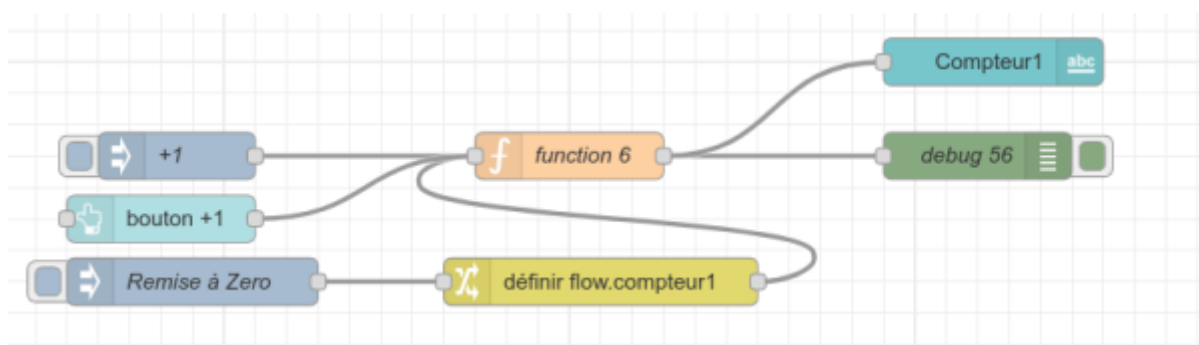 Compteur1 abc
+1
function 6
debug 56
bouton +1
Remise à Zero
définir flow.compteur1